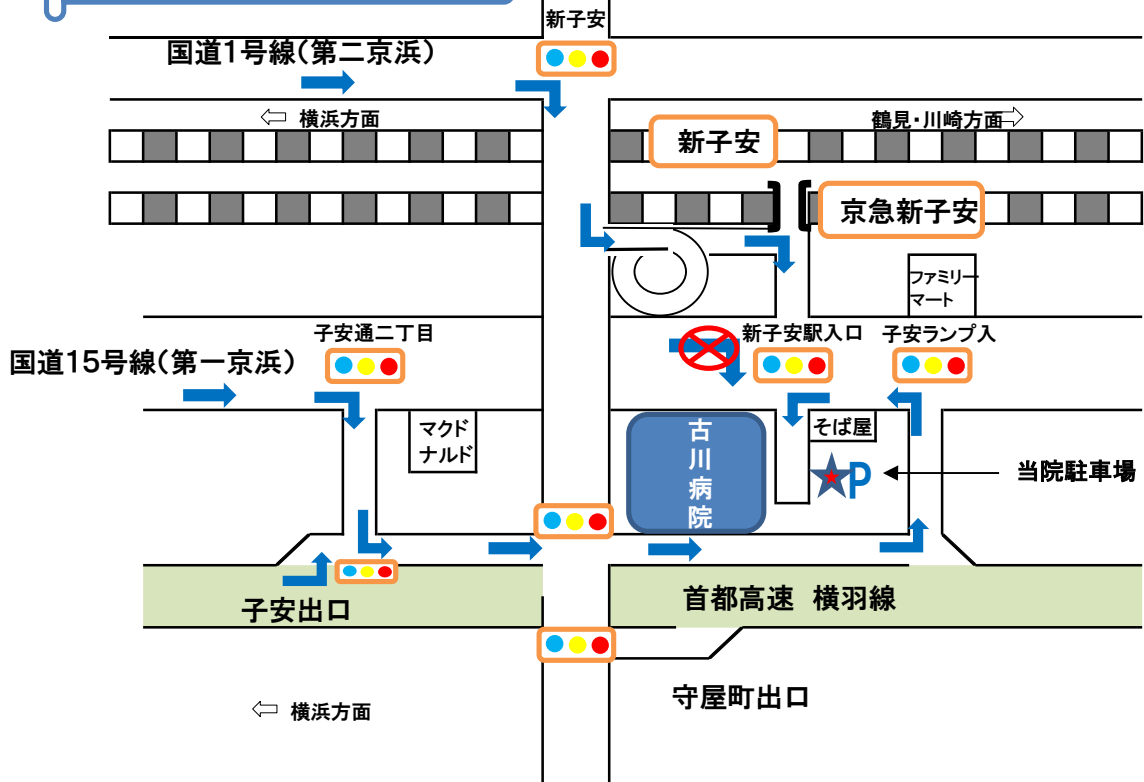 新子安
国道1号線(第二京浜)
⇦ 横浜方面
鶴見・川崎方面⇨
新子安
京急新子安
ファミリー
マート
子安通二丁目
新子安駅入口
子安ランプ入
国道15号線(第一京浜)
マクド
ナルド
古
川
病
院
そば屋
P
当院駐車場
子安出口
首都高速 横羽線
守屋町出口
⇦ 横浜方面